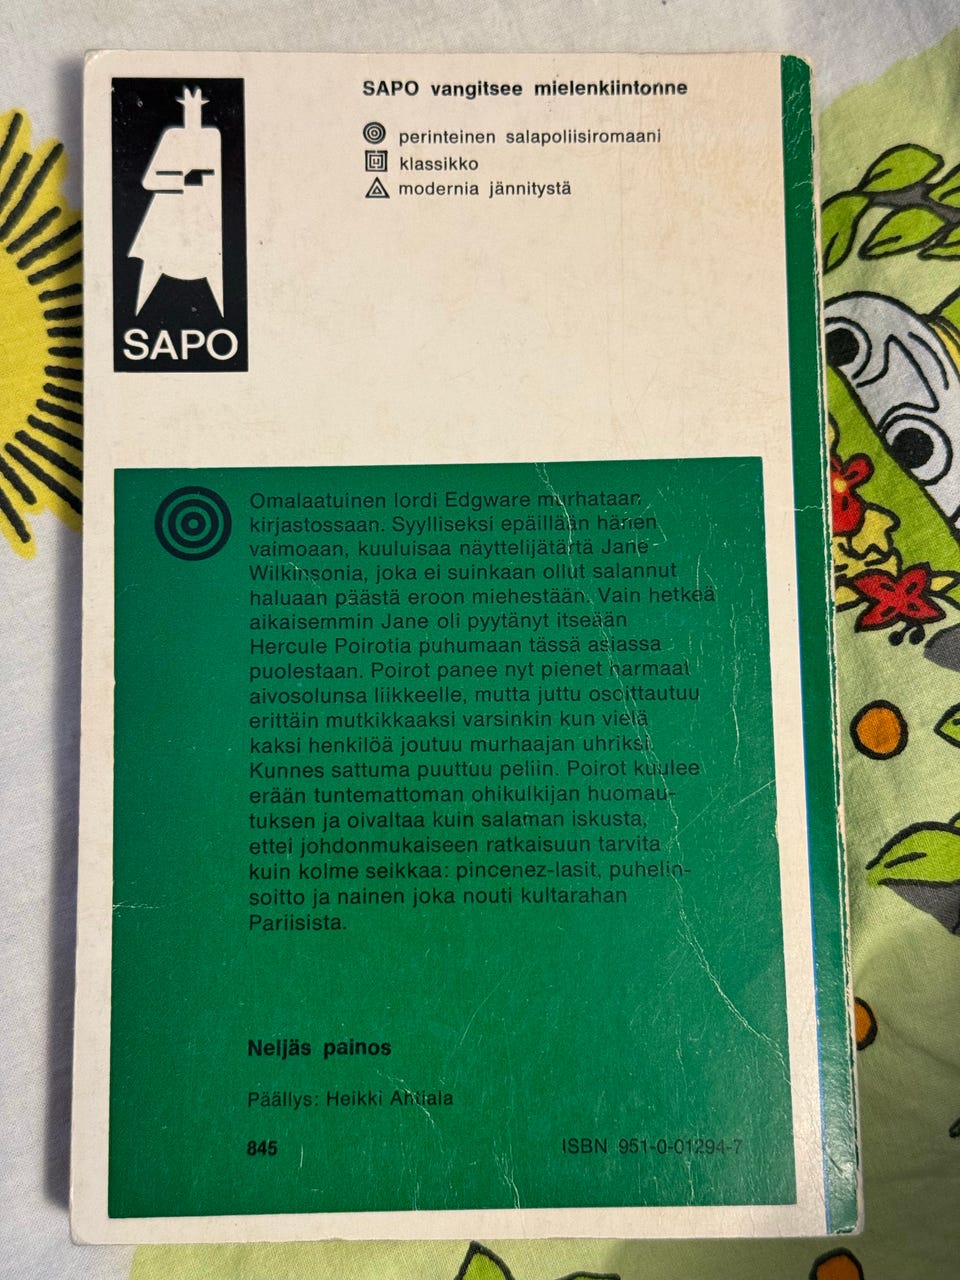 SAPO vangitsee mielenkiintonne
perinteinen salapoliisiromaani
klassikko
modernia jännitystä
SAPO
Omalaatuinen lordi Edgware murhataan
kirjastossaan. Syylliseksi epäillään hänen
vaimoaan, kuuluisaa näyttelijätärtä Jane
Wilkinsonia, joka ei suinkaan ollut salannut
haluaan päästä eroon miehestään. Vain hetkeä
aikaisemmin Jane oli pyytänyt itseään
Hercule Poirotia puhumaan tässä asiassa
puolestaan. Poirot panee nyt pienet harmaat
aivosolunsa liikkeelle, mutta juttu osoittautuu
erittäin mutkikkaaksi varsinkin kun vielä
kaksi henkilöä joutuu murhaajan uhriksi.
Kunnes sattuma puuttuu peliin. Poirot kuulee
erään tuntemattoman ohikulkijan huomau-
tuksen ja oivaltaa kuin salaman iskusta,
ettei johdonmukaiseen ratkaisuun tarvita
kuin kolme seikkaa: pincenez-lasit, puhelin-
soitto ja nainen joka nouti kultarahan
Pariisista.
Neljäs painos
Päällys: Heikki Ahtiala
845 ISBN 951-0-01294-7